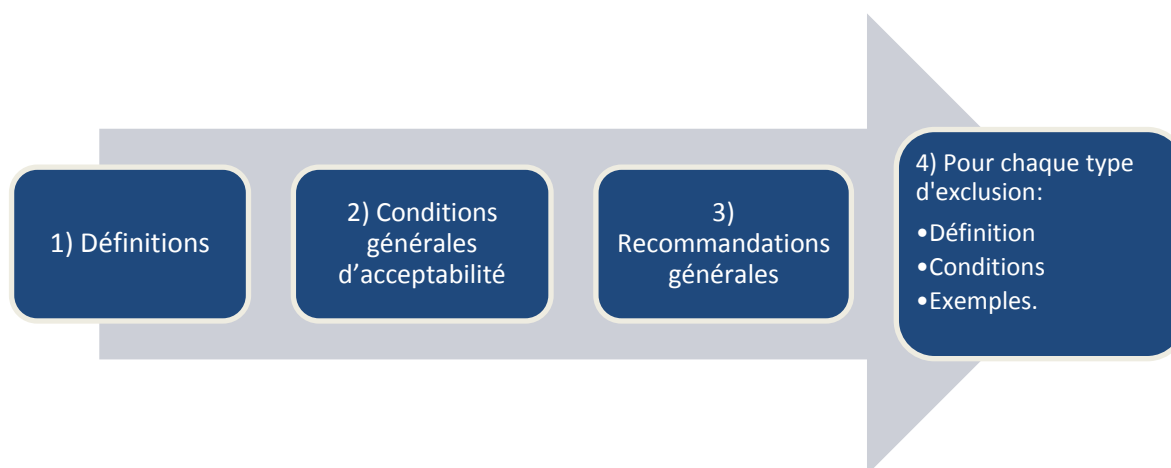 1) Définitions
2) Conditions
générales
d’acceptabilité
3)
Recommandations
générales
4) Pour chaque type
d'exclusion:
•Définition
•Conditions
•Exemples.